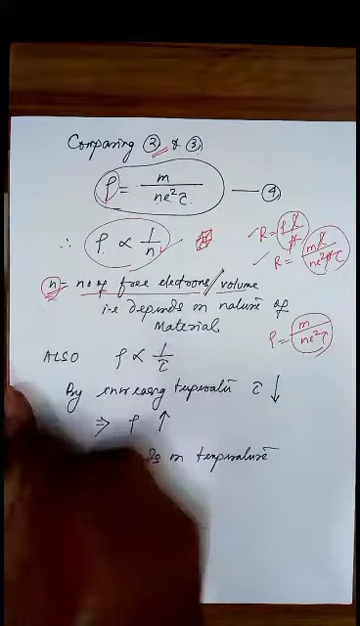 Comparing ② & ③
ρ = m / ne²τ — ④
∴ ρ ∝ 1/n
R = ρl/A
R = ml / ne²Aτ
n = no of free electrons/volume
i.e depends on nature of
Material
ρ = m / ne²τ
ALSO ρ ∝ 1/τ
By increasing temperature τ ↓
⇒ ρ ↑
on temperature